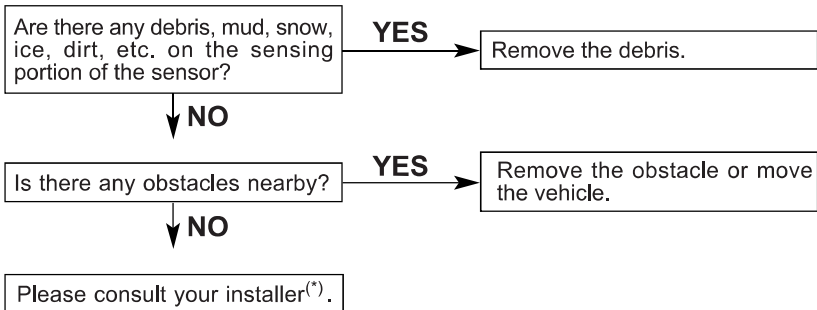 Are there any debris, mud, snow,
ice, dirt, etc. on the sensing
portion of the sensor?
YES
Remove the debris.
NO
Is there any obstacles nearby?
YES
Remove the obstacle or move
the vehicle.
NO
Please consult your installer(*).